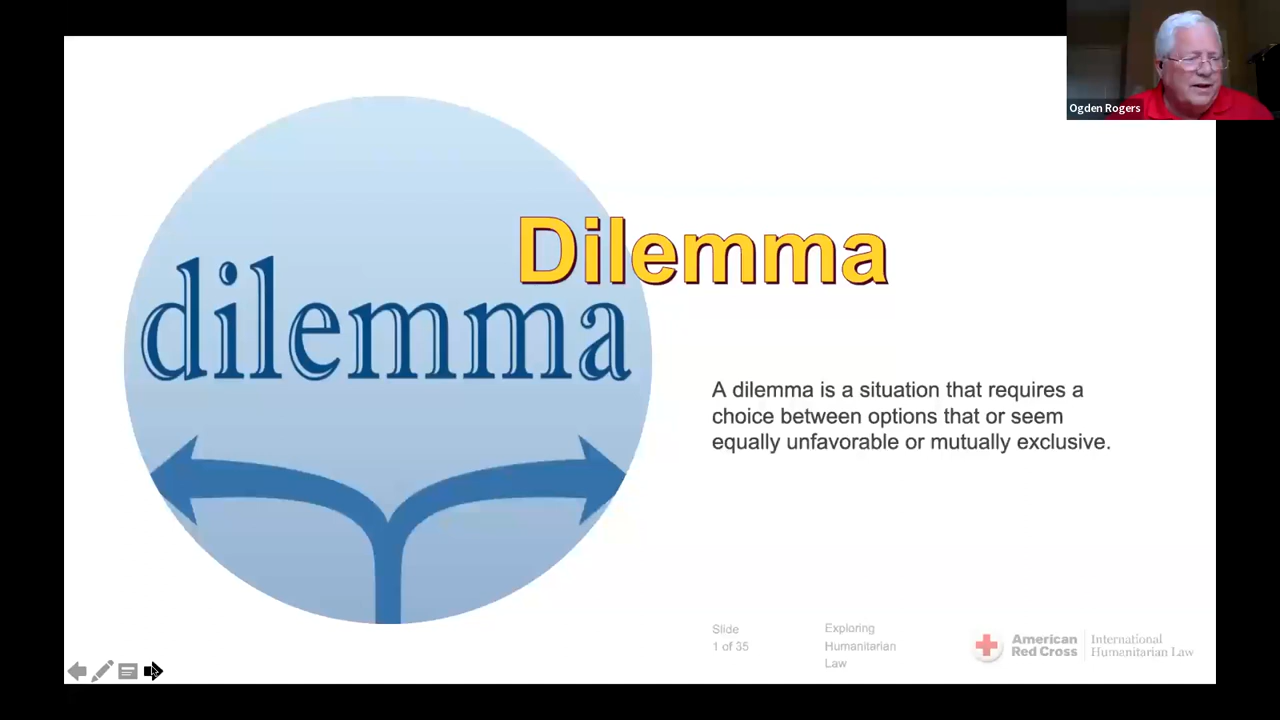 Ogden Rogers
Dilemma
dilemma
A dilemma is a situation that requires a
choice between options that or seem
equally unfavorable or mutually exclusive.
Slide
1 of 35
Exploring
Humanitarian
Law
American
Red Cross
International
Humanitarian Law